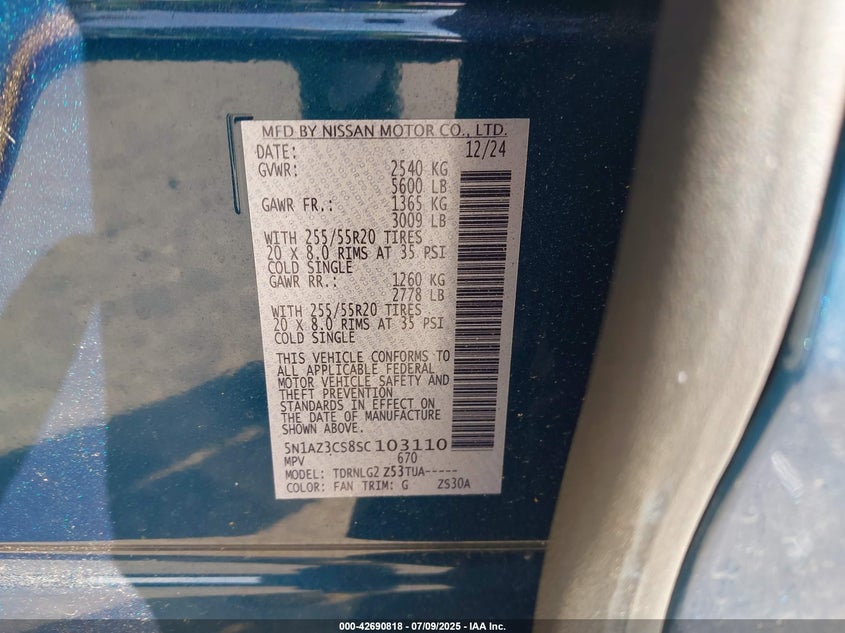 MFD BY NISSAN MOTOR CO., LTD.
DATE: 12/24
GVWR: 2540 KG
5600 LB
GAWR FR.: 1365 KG
3009 LB
WITH 255/55R20 TIRES
20 X 8.0 RIMS AT 35 PSI
COLD SINGLE
GAWR RR.: 1260 KG
2778 LB
WITH 255/55R20 TIRES
20 X 8.0 RIMS AT 35 PSI
COLD SINGLE
THIS VEHICLE CONFORMS TO
ALL APPLICABLE FEDERAL
MOTOR VEHICLE SAFETY AND
THEFT PREVENTION
STANDARDS IN EFFECT ON
THE DATE OF MANUFACTURE
SHOWN ABOVE.
5N1AZ3CS8SC103110
MPV 670
MODEL: TDRNLG2 Z53TUA-----
COLOR: FAN TRIM: G ZS30A
000-42690818 - 07/09/2025 - IAA Inc.